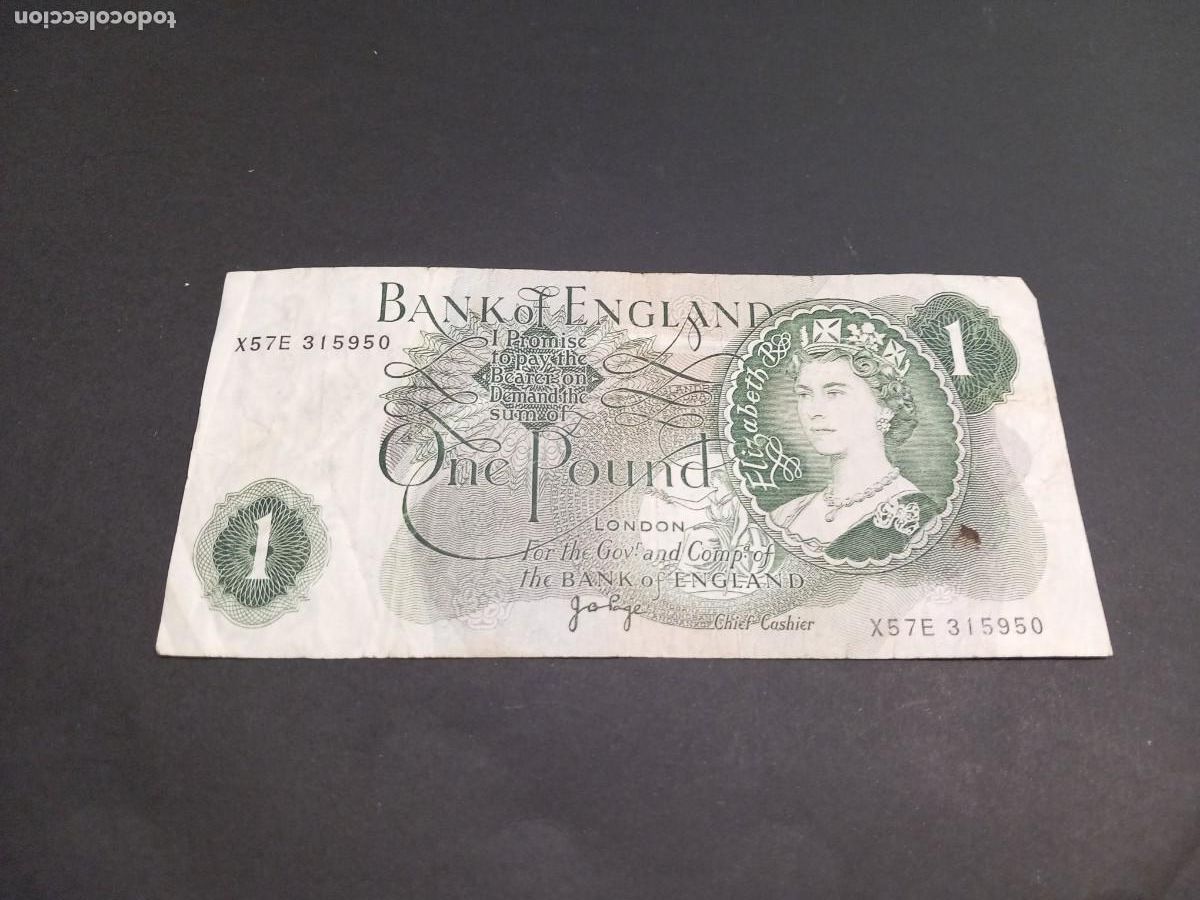 todocoleccion
BANK of ENGLAND
X57E 315950
I Promise
to pay the
Bearer on
Demand the
sum of
One Pound
LONDON
For the Govr. and Compa. of
the BANK of ENGLAND
Chief Cashier
Elizabeth R
1
1
X57E 315950